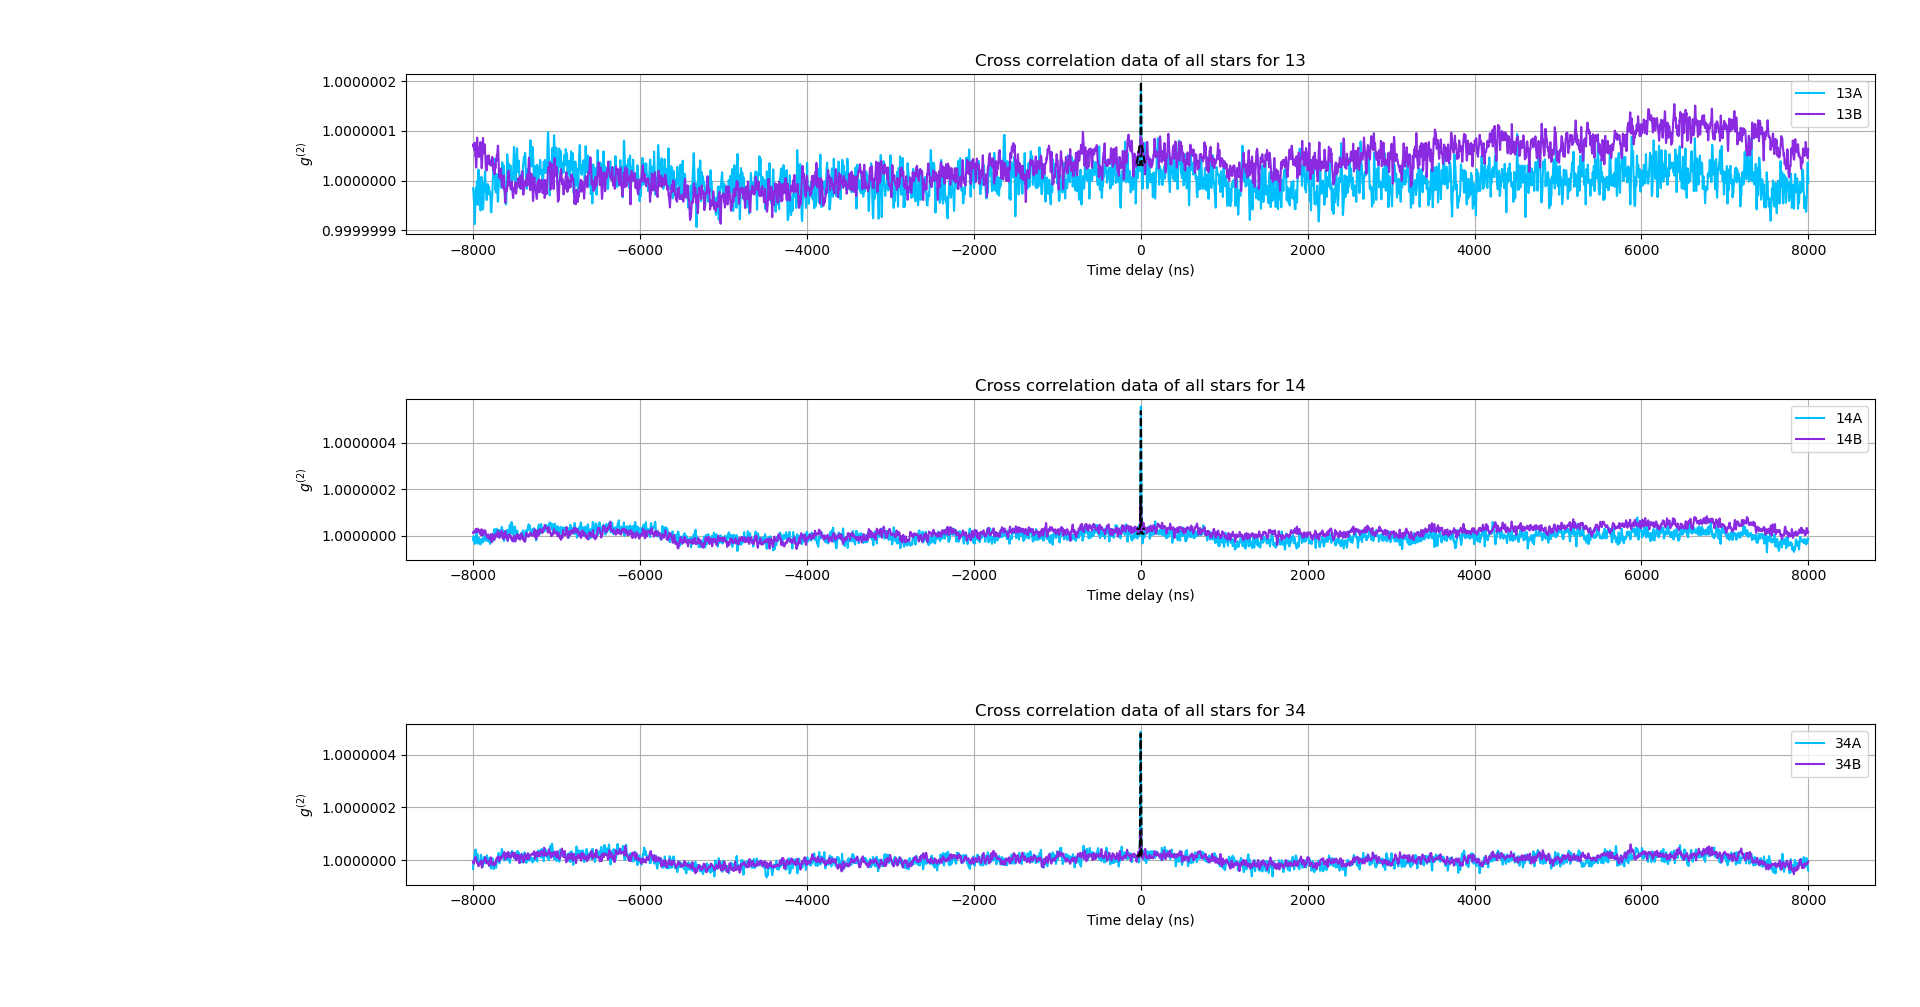 Cross correlation data of all stars for 13
1.0000002
1.0000001
1.0000000
0.9999999
g(2)
13A
13B
−8000 −6000 −4000 −2000 0 2000 4000 6000 8000
Time delay (ns)
Cross correlation data of all stars for 14
1.0000004
1.0000002
1.0000000
g(2)
14A
14B
−8000 −6000 −4000 −2000 0 2000 4000 6000 8000
Time delay (ns)
Cross correlation data of all stars for 34
1.0000004
1.0000002
1.0000000
g(2)
34A
34B
−8000 −6000 −4000 −2000 0 2000 4000 6000 8000
Time delay (ns)